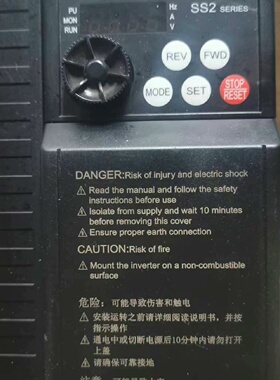 PU
MON
RUN
Hz
A
V
SS2 SERIES
REV
FWD
MODE
SET
STOP
RESET
DANGER:Risk of injury and electric shock
Read the manual and follow the safety
instructions before use
Isolate from supply and wait 10 minutes
before removing this cover
Ensure proper earth connection
CAUTION:Risk of fire
Mount the inverter on a non-combustible
surface
危险：可能导致伤害和触电
安装运转之前请详细阅读说明书，并按
指示操作
通电中或切断电源后10分钟内请勿打开
上盖
请确保可靠接地